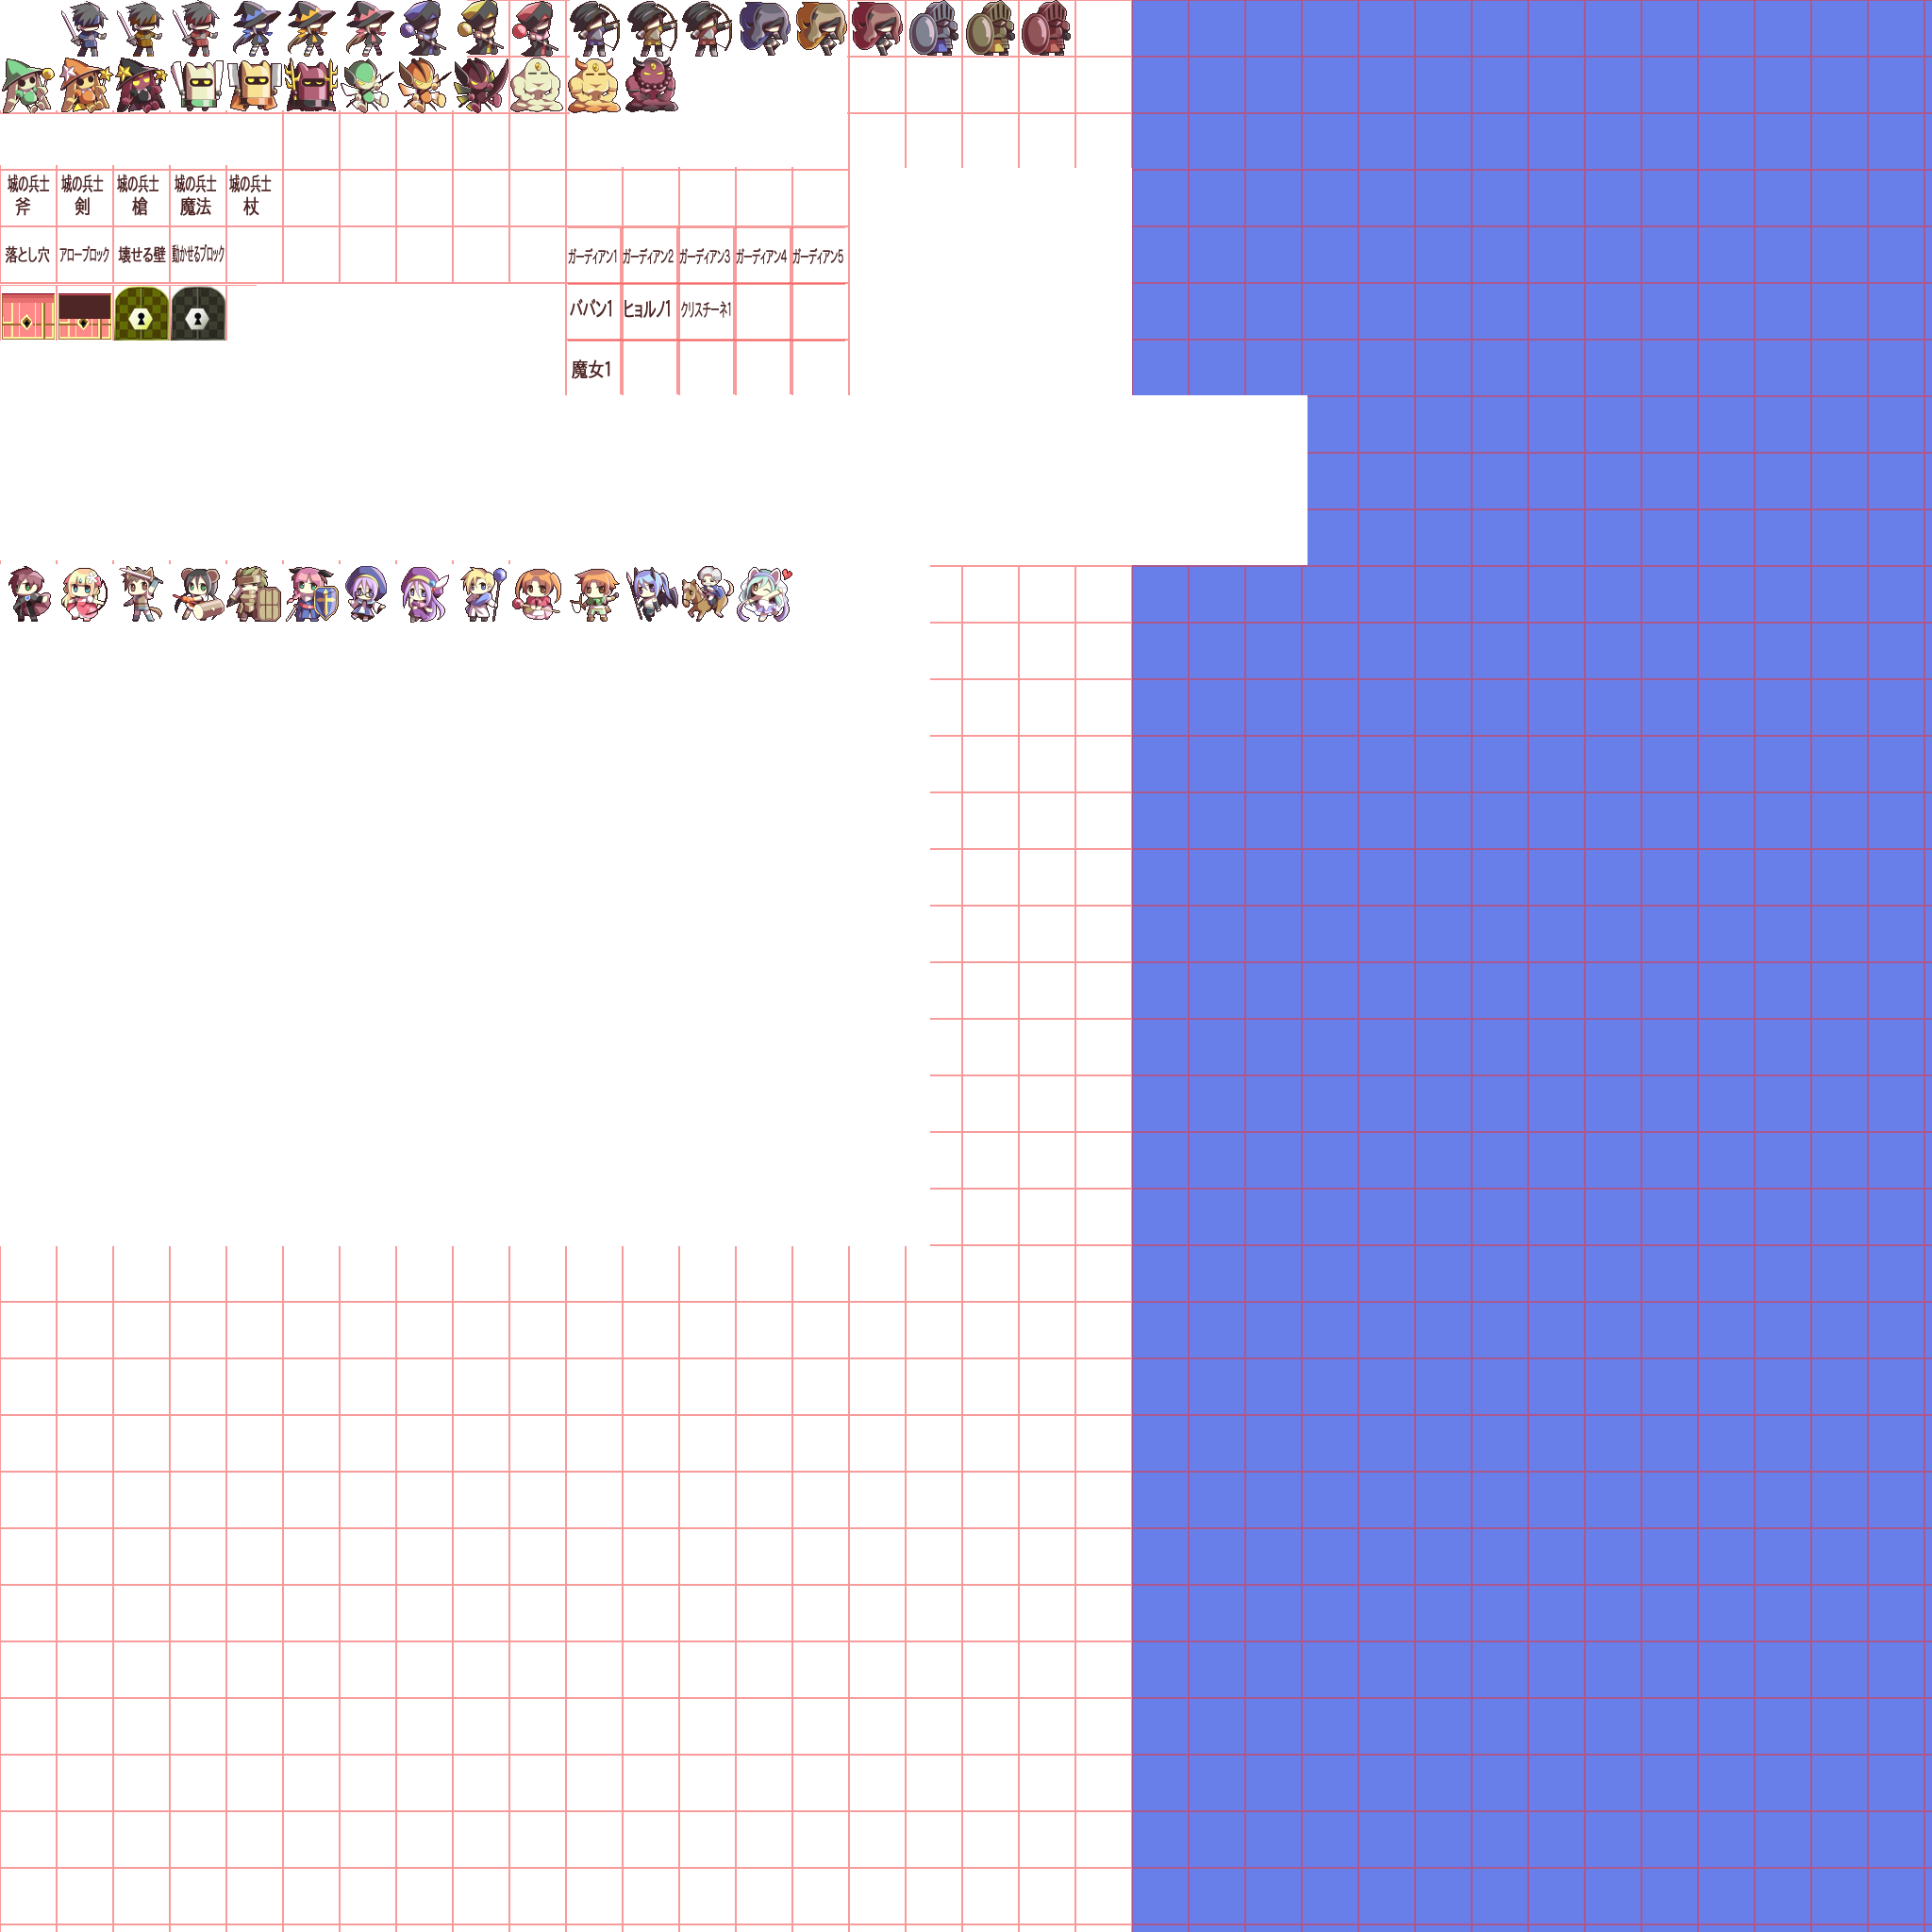 城の兵士 城の兵士 城の兵士 城の兵士 城の兵士
斧 剣 槍 魔法 杖
落とし穴 アローブロック 壊せる壁 動かせるブロック ガーディアン1 ガーディアン2 ガーディアン3 ガーディアン4 ガーディアン5
ババン1 ヒョルノ1 クリスチーネ1
魔女1